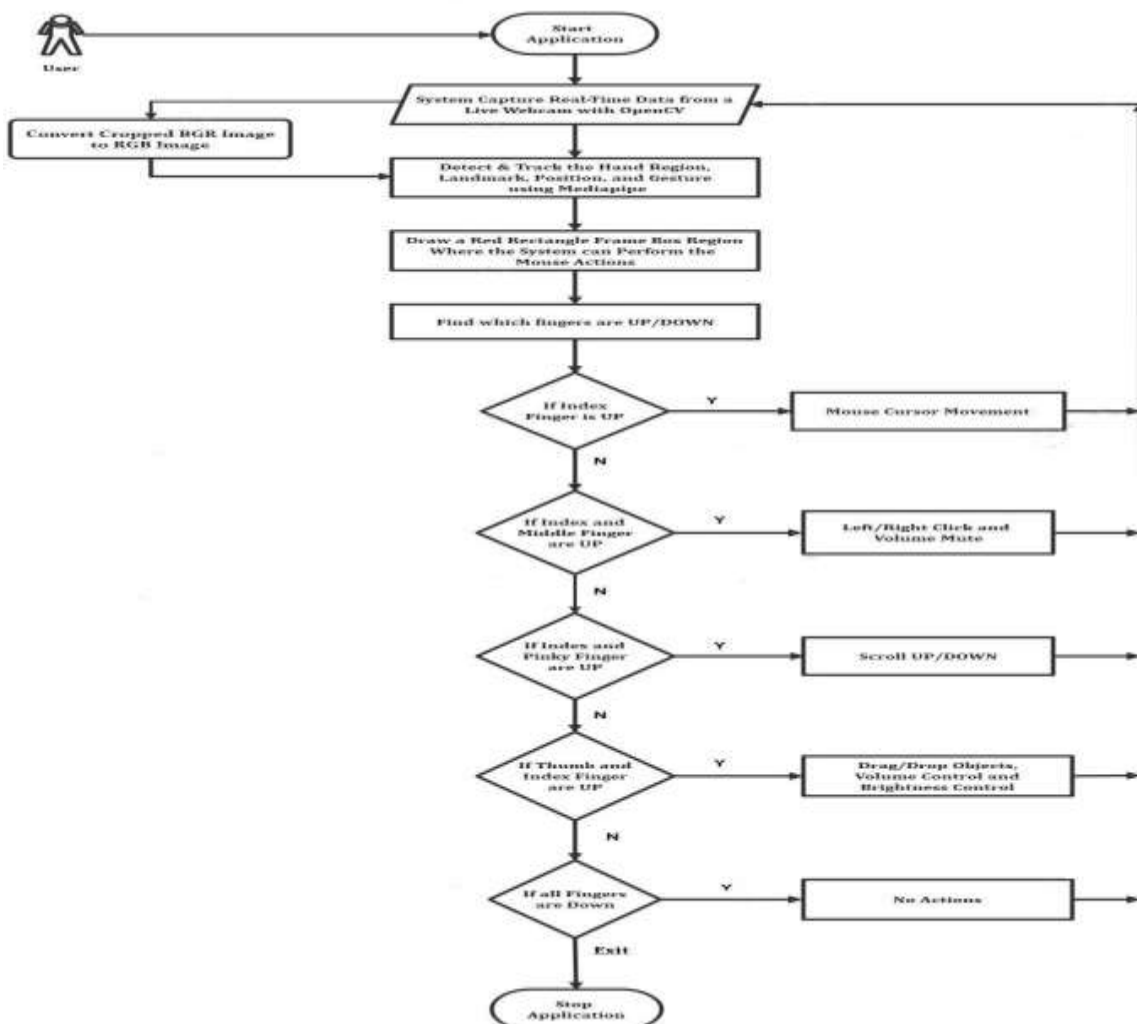 Start
Application
User
System Capture Real-Time Data from a
Live Webcam with OpenCV
Convert Cropped BGR Image
to RGB Image
Detect & Track the Hand Region,
Landmark, Position, and Gesture
using Mediapipe
Draw a Red Rectangle Frame Box Region
Where the System can Perform the
Mouse Actions
Find which fingers are UP/DOWN
If Index
Finger is UP
Y
Mouse Cursor Movement
N
If Index and
Middle Finger
are UP
Y
Left/Right Click and
Volume Mute
N
If Index and
Pinky Finger
are UP
Y
Scroll UP/DOWN
N
If Thumb and
Index Finger
are UP
Y
Drag/Drop Objects,
Volume Control and
Brightness Control
N
If all Fingers
are Down
Y
No Actions
Exit
Stop
Application